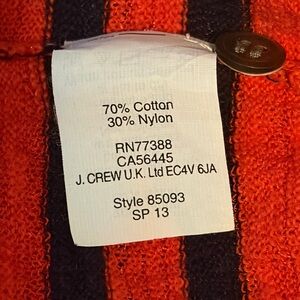 70% Cotton
30% Nylon
RN77388
CA56445
J. CREW U.K. Ltd EC4V 6JA
Style 85093
SP 13